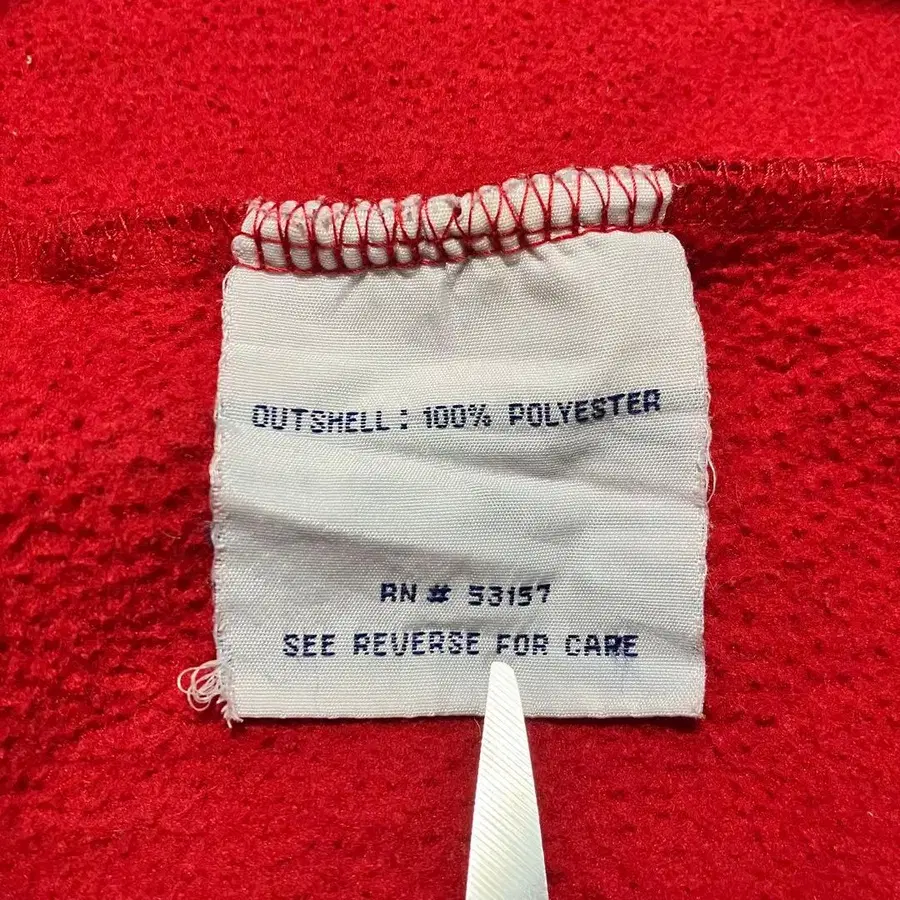 OUTSHELL: 100% POLYESTER
RN # 53157
SEE REVERSE FOR CARE